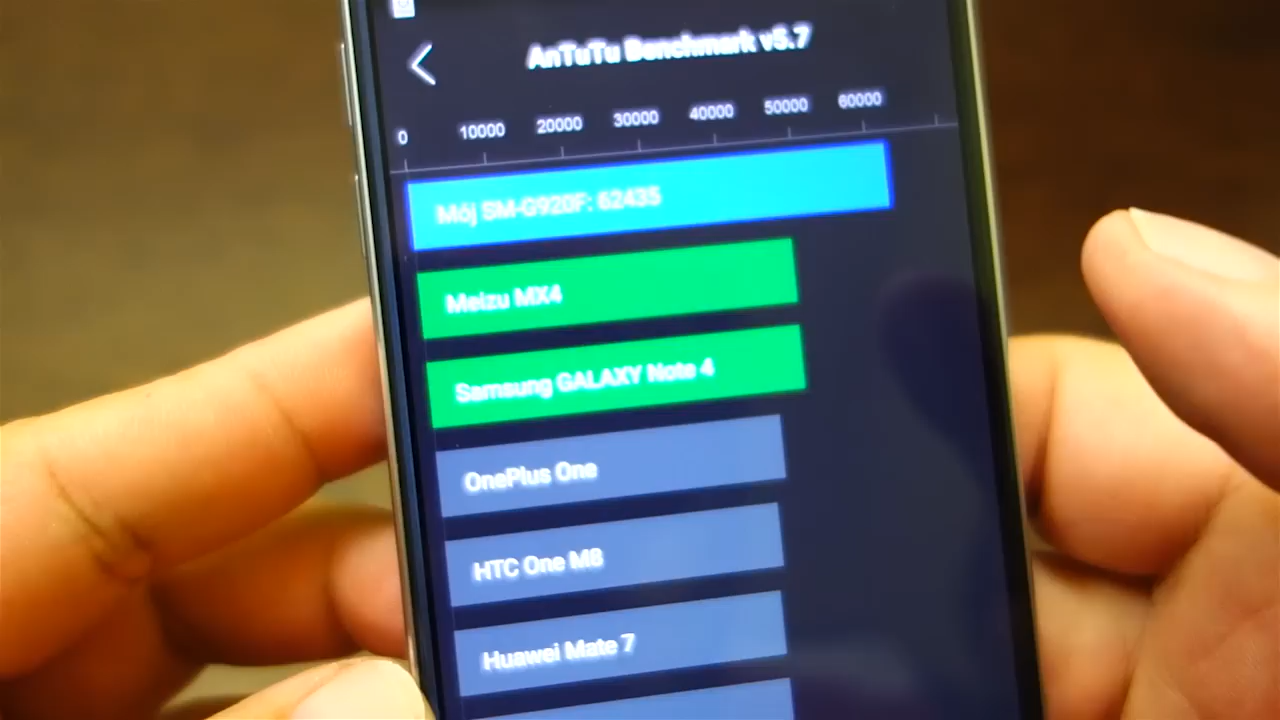 AnTuTu Benchmark v5.7
0 10000 20000 30000 40000 50000 60000
Mój SM-G920F: 62435
Meizu MX4
Samsung GALAXY Note 4
OnePlus One
HTC One M8
Huawei Mate 7